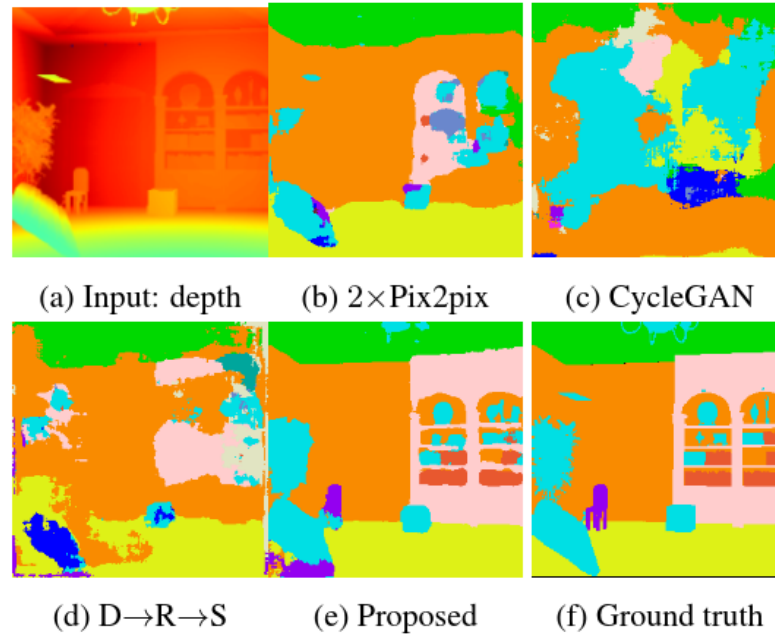 (a) Input: depth
(b) 2×Pix2pix
(c) CycleGAN
(d) D→R→S
(e) Proposed
(f) Ground truth